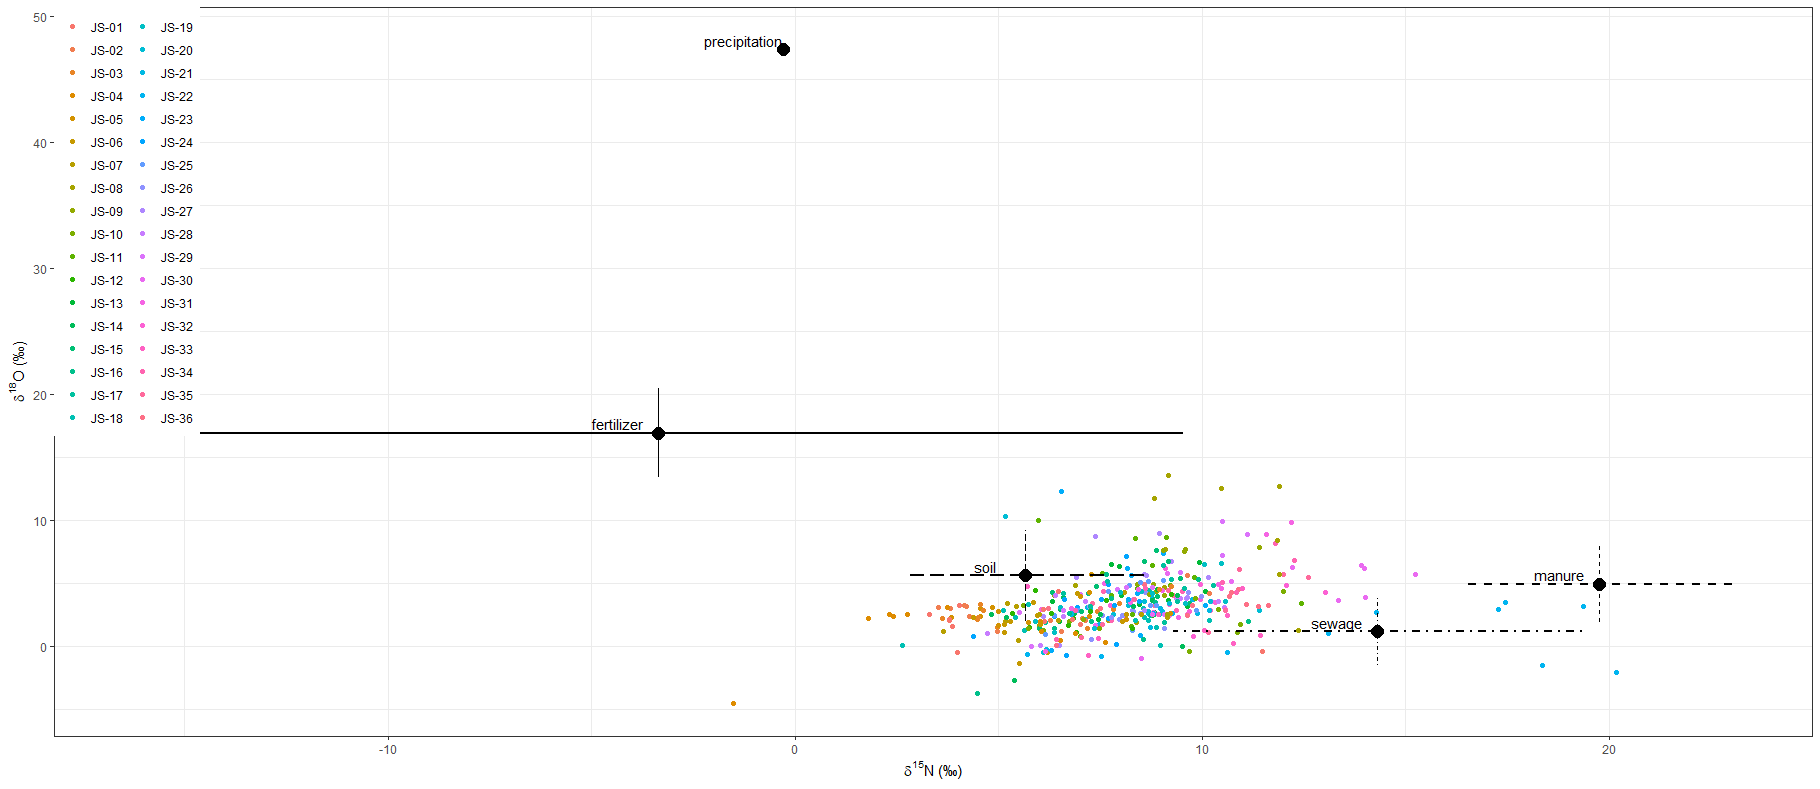 50
40
30
20
10
0
δ18O (‰)
JS-01 JS-19
JS-02 JS-20
JS-03 JS-21
JS-04 JS-22
JS-05 JS-23
JS-06 JS-24
JS-07 JS-25
JS-08 JS-26
JS-09 JS-27
JS-10 JS-28
JS-11 JS-29
JS-12 JS-30
JS-13 JS-31
JS-14 JS-32
JS-15 JS-33
JS-16 JS-34
JS-17 JS-35
JS-18 JS-36
precipitation
fertilizer
soil
manure
sewage
-10 0 10 20
δ15N (‰)